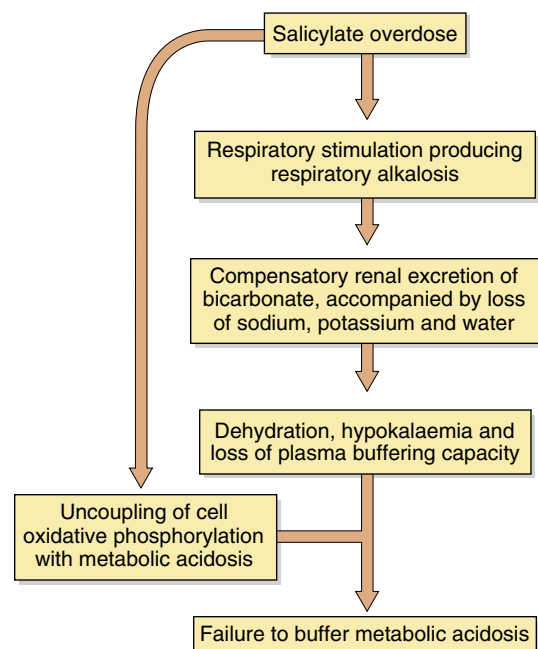 Salicylate overdose
Respiratory stimulation producing
respiratory alkalosis
Compensatory renal excretion of
bicarbonate, accompanied by loss
of sodium, potassium and water
Dehydration, hypokalaemia and
loss of plasma buffering capacity
Uncoupling of cell
oxidative phosphorylation
with metabolic acidosis
Failure to buffer metabolic acidosis